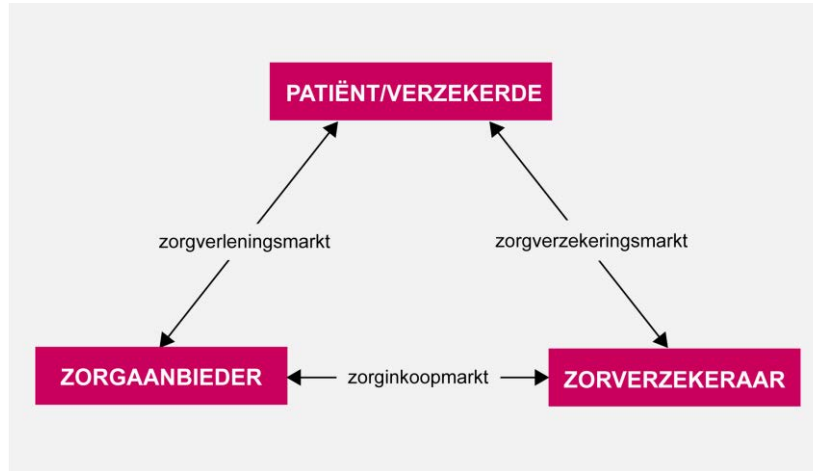 PATIËNT/VERZEKERDE
zorgverleningsmarkt
zorgverzekeringsmarkt
ZORGAANBIEDER
zorginkoopmarkt
ZORVERZEKERAAR